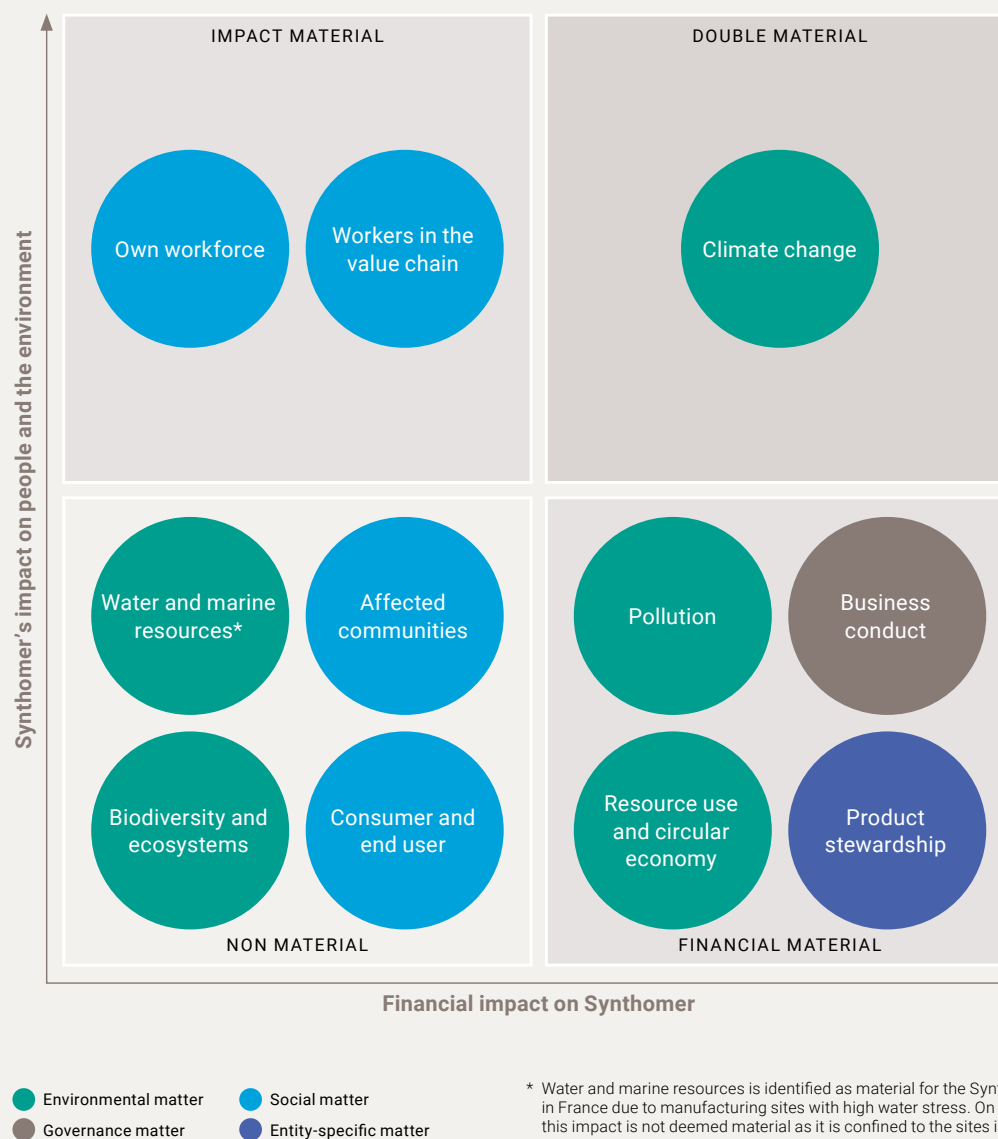 IMPACT MATERIAL
DOUBLE MATERIAL
Synthomer's impact on people and the environment
Own workforce
Workers in the
value chain
Climate change
Water and marine
resources*
Affected
communities
Pollution
Business
conduct
Biodiversity and
ecosystems
Consumer and
end user
Resource use
and circular
economy
Product
stewardship
NON MATERIAL
FINANCIAL MATERIAL
Financial impact on Synthomer
Environmental matter
Social matter
Governance matter
Entity-specific matter
* Water and marine resources is identified as material for the
in France due to manufacturing sites with high water stress. On
this impact is not deemed material as it is confined to the sites